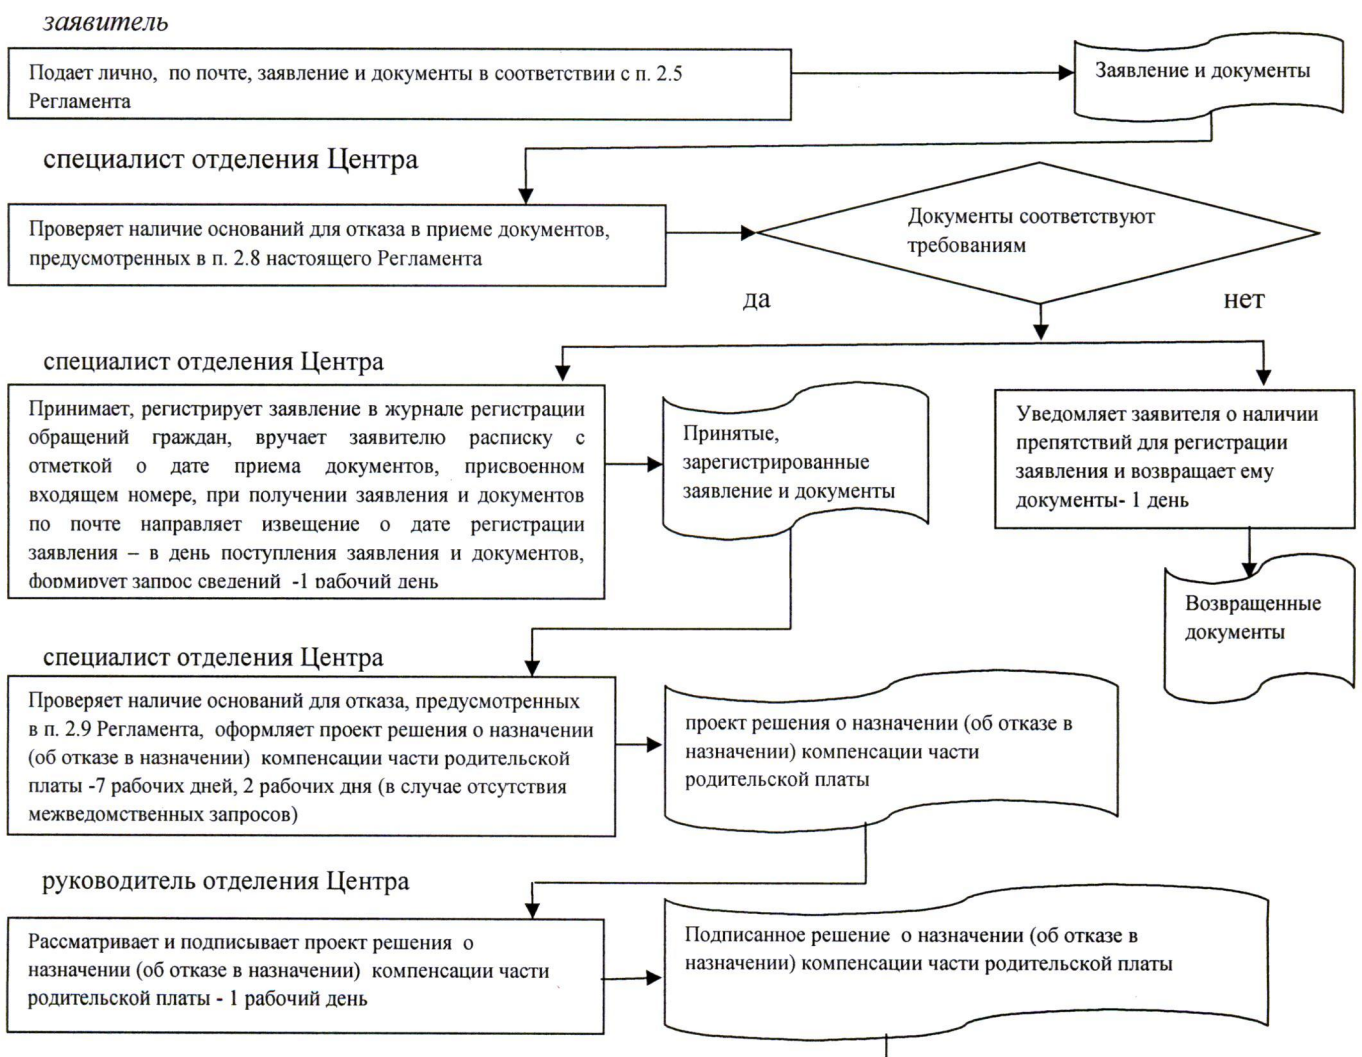 заявитель
Подает лично, по почте, заявление и документы в соответствии с п. 2.5
Регламента
Заявление и документы
специалист отделения Центра
Проверяет наличие оснований для отказа в приеме документов,
предусмотренных в п. 2.8 настоящего Регламента
Документы соответствуют
требованиям
да
нет
специалист отделения Центра
Принимает, регистрирует заявление в журнале регистрации
обращений граждан, вручает заявителю расписку с
отметкой о дате приема документов, присвоенном
входящем номере, при получении заявления и документов
по почте направляет извещение о дате регистрации
заявления – в день поступления заявления и документов,
формирует запрос сведений -1 рабочий день
Принятые,
зарегистрированные
заявление и документы
Уведомляет заявителя о наличии
препятствий для регистрации
заявления и возвращает ему
документы- 1 день
Возвращенные
документы
специалист отделения Центра
Проверяет наличие оснований для отказа, предусмотренных
в п. 2.9 Регламента, оформляет проект решения о назначении
(об отказе в назначении) компенсации части родительской
платы -7 рабочих дней, 2 рабочих дня (в случае отсутствия
межведомственных запросов)
проект решения о назначении (об отказе в
назначении) компенсации части
родительской платы
руководитель отделения Центра
Рассматривает и подписывает проект решения о
назначении (об отказе в назначении) компенсации части
родительской платы - 1 рабочий день
Подписанное решение о назначении (об отказе в
назначении) компенсации части родительской платы